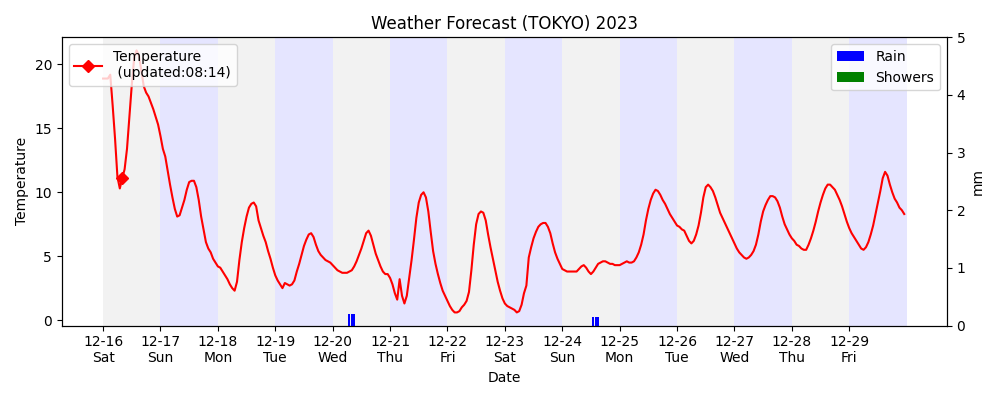 Weather Forecast (TOKYO) 2023
Temperature
(updated:08:14)
Rain
Showers
Temperature
20
15
10
5
0
5
4
3
2
1
0
mm
12-16 12-17 12-18 12-19 12-20 12-21 12-22 12-23 12-24 12-25 12-26 12-27 12-28 12-29
Sat Sun Mon Tue Wed Thu Fri Sat Sun Mon Tue Wed Thu Fri
Date